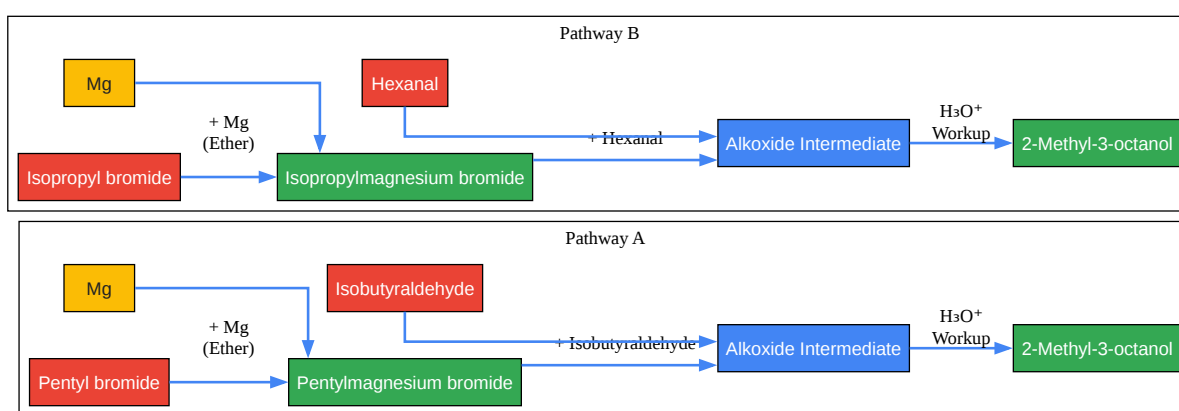 Pathway B
Mg
Hexanal
+ Mg
(Ether)
+ Hexanal
H₃O⁺
Workup
Isopropyl bromide
Isopropylmagnesium bromide
Alkoxide Intermediate
2-Methyl-3-octanol
Pathway A
Mg
Isobutyraldehyde
+ Mg
(Ether)
+ Isobutyraldehyde
H₃O⁺
Workup
Pentyl bromide
Pentylmagnesium bromide
Alkoxide Intermediate
2-Methyl-3-octanol